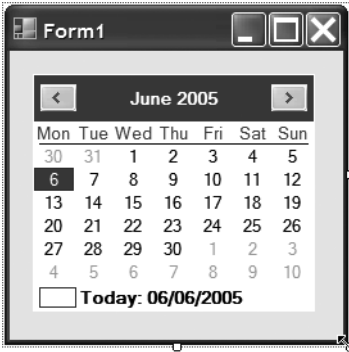 Form1
June 2005
Mon Tue Wed Thu Fri Sat Sun
30 31 1 2 3 4 5
6 7 8 9 10 11 12
13 14 15 16 17 18 19
20 21 22 23 24 25 26
27 28 29 30 1 2 3
4 5 6 7 8 9 10
Today: 06/06/2005